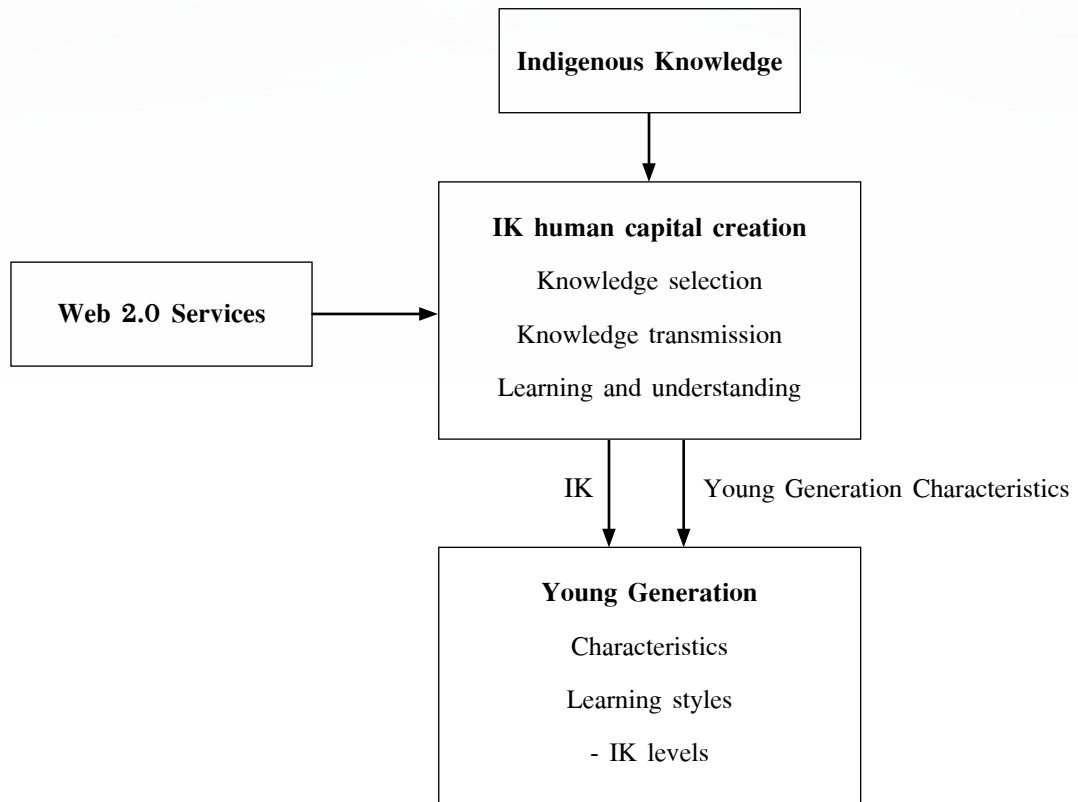 Indigenous Knowledge
IK human capital creation
Knowledge selection
Knowledge transmission
Learning and understanding
Web 2.0 Services
IK
Young Generation Characteristics
Young Generation
Characteristics
Learning styles
- IK levels